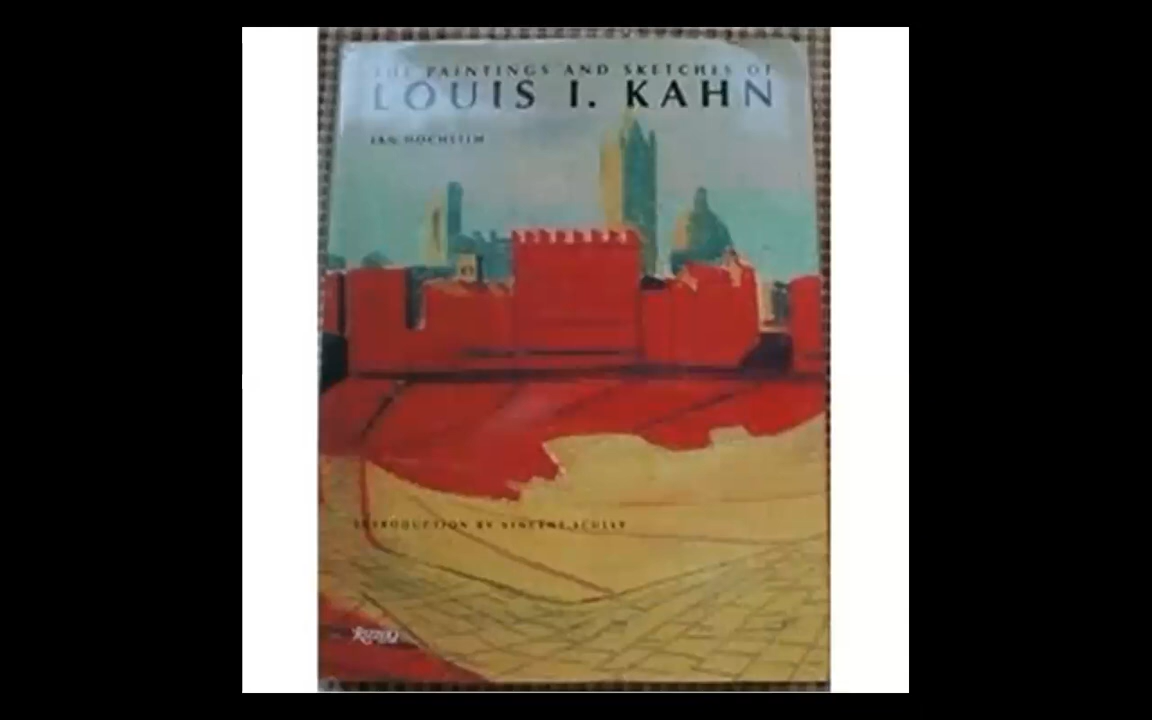 THE PAINTINGS AND SKETCHES OF
LOUIS I. KAHN
JAN HOCHSTIM
INTRODUCTION BY VINCENT SCULLY
Rizzoli